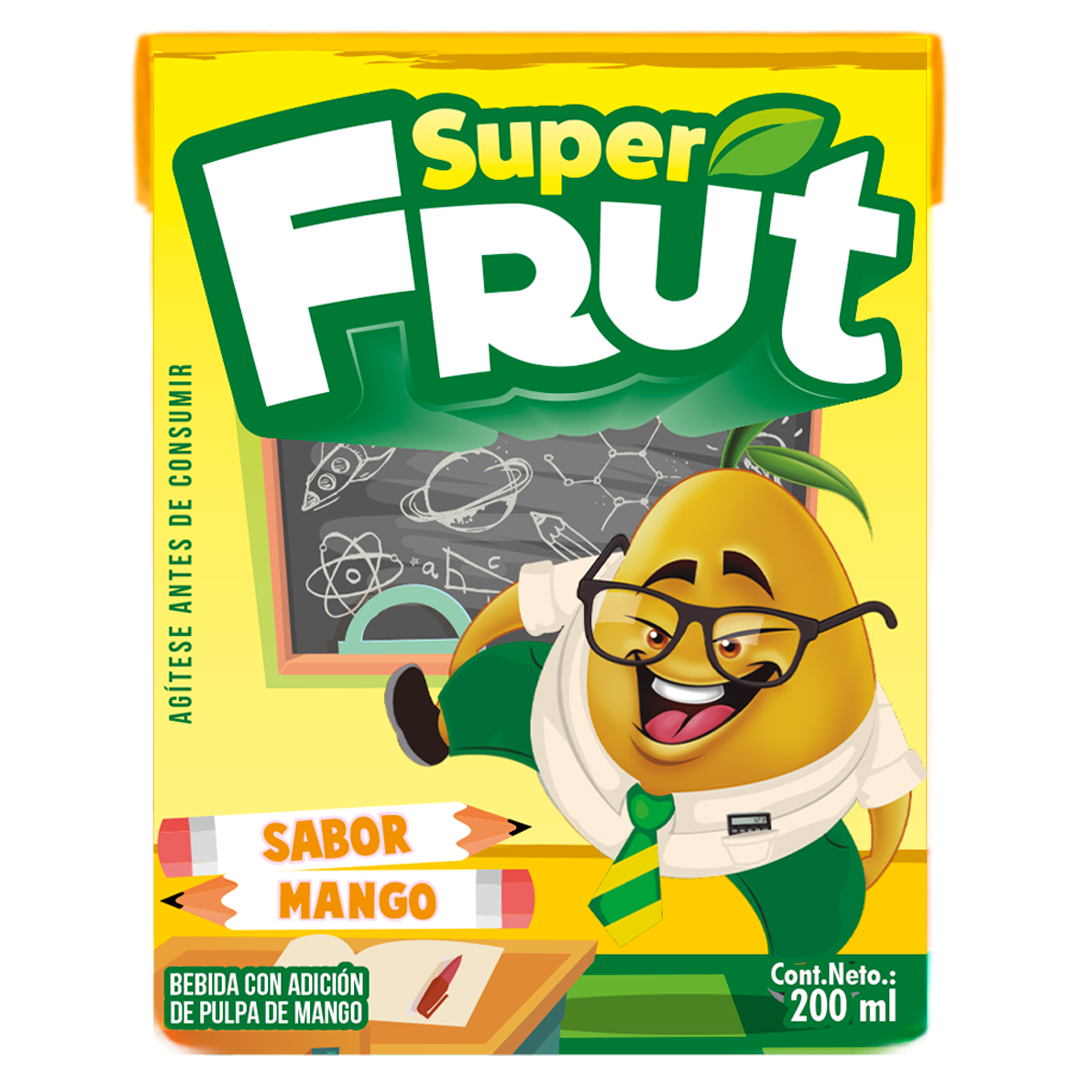 Super
FRUT
AGÍTESE ANTES DE CONSUMIR
a
c
SABOR
MANGO
BEBIDA CON ADICIÓN
DE PULPA DE MANGO
Cont.Neto.:
200 ml